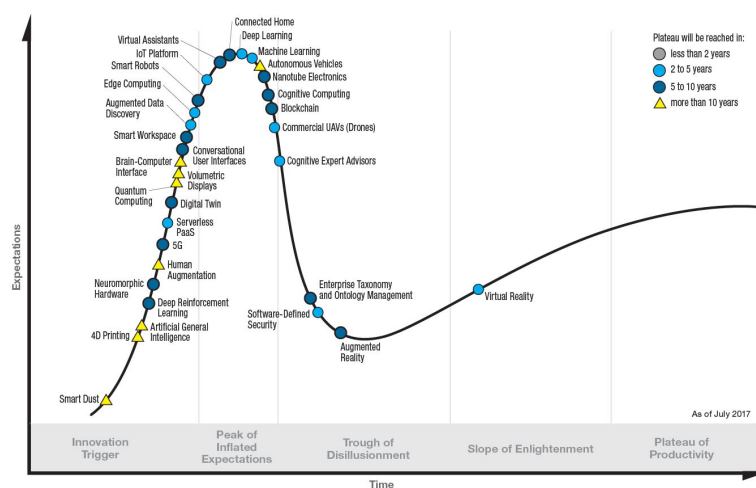 Connected Home
Deep Learning
Virtual Assistants
Machine Learning
IoT Platform
Autonomous Vehicles
Smart Robots
Nanotube Electronics
Edge Computing
Cognitive Computing
Augmented Data
Discovery
Blockchain
Commercial UAVs (Drones)
Smart Workspace
Conversational
User Interfaces
Cognitive Expert Advisors
Brain-Computer
Interface
Volumetric
Displays
Quantum
Computing
Digital Twin
Serverless
PaaS
5G
Human
Augmentation
Neuromorphic
Hardware
Deep Reinforcement
Learning
Artificial General
Intelligence
4D Printing
Smart Dust
Enterprise Taxonomy
and Ontology Management
Software-Defined
Security
Augmented
Reality
Virtual Reality
Plateau will be reached in:
less than 2 years
2 to 5 years
5 to 10 years
more than 10 years
As of July 2017
Expectations
Innovation
Trigger
Peak of
Inflated
Expectations
Trough of
Disillusionment
Slope of Enlightenment
Plateau of
Productivity
Time